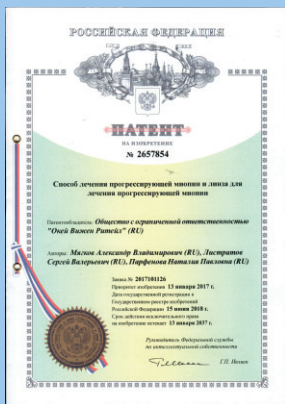 РОССИЙСКАЯ ФЕДЕРАЦИЯ
ПАТЕНТ
НА ИЗОБРЕТЕНИЕ
№ 2657854
Способ лечения прогрессирующей миопии и линза для
лечения прогрессирующей миопии
Патентообладатель: Общество с ограниченной ответственностью
"Окей Вижен Ритейл" (RU)
Авторы: Мягков Александр Владимирович (RU), Листратов
Сергей Валерьевич (RU), Парфенова Наталия Павловна (RU)
Заявка № 2017101126
Приоритет изобретения 13 января 2017 г.
Дата государственной регистрации в
Государственном реестре изобретений
Российской Федерации 15 июня 2018 г.
Срок действия исключительного права
на изобретение истекает 13 января 2037 г.
Руководитель Федеральной службы
по интеллектуальной собственности
Г.П. Ивлиев